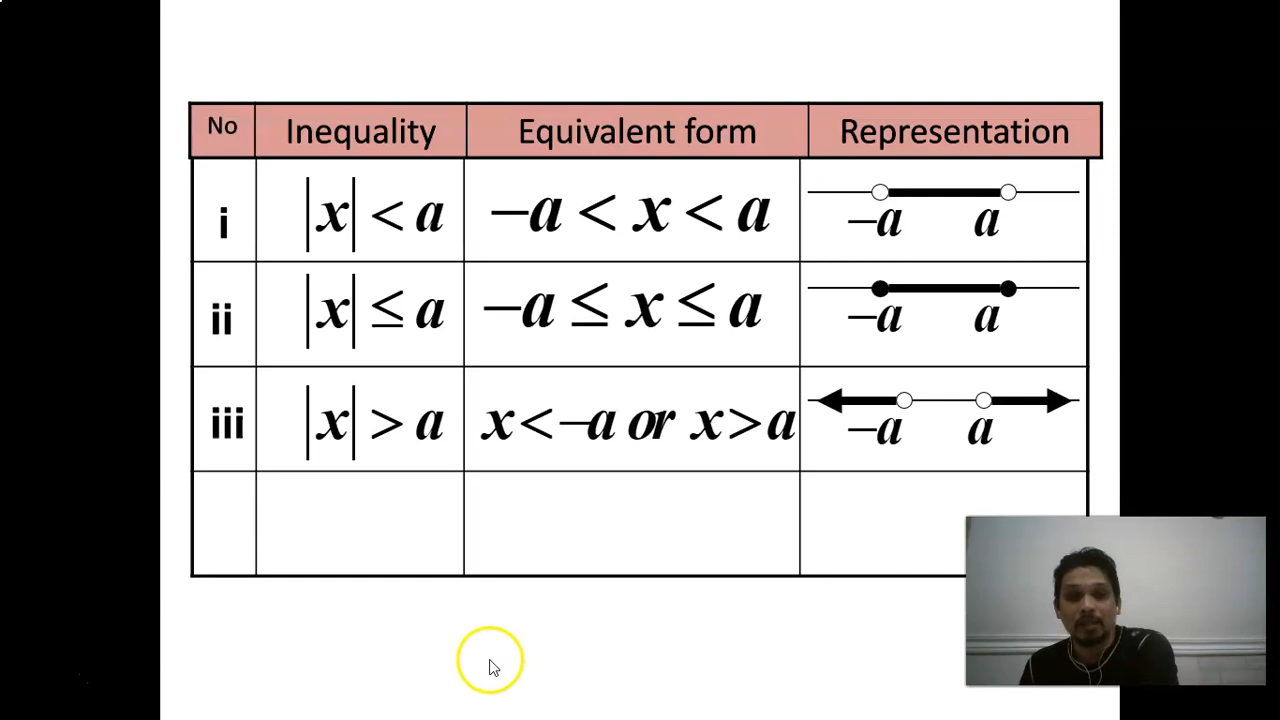 No Inequality Equivalent form Representation
i |x| < a −a < x < a −a a
ii |x| ≤ a −a ≤ x ≤ a −a a
iii |x| > a x < −a or x > a −a a